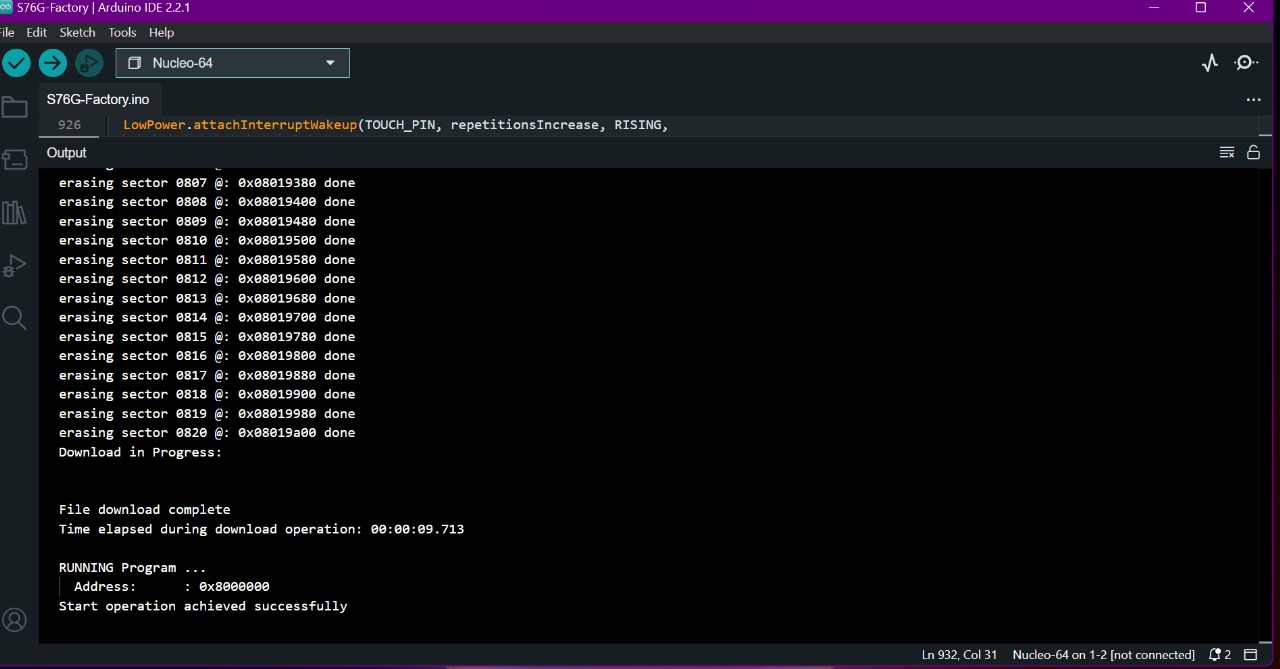 S76G-Factory | Arduino IDE 2.2.1
File Edit Sketch Tools Help
Nucleo-64
S76G-Factory.ino
926 LowPower.attachInterruptWakeup(TOUCH_PIN, repetitionsIncrease, RISING,
Output
erasing sector 0807 @: 0x08019380 done
erasing sector 0808 @: 0x08019400 done
erasing sector 0809 @: 0x08019480 done
erasing sector 0810 @: 0x08019500 done
erasing sector 0811 @: 0x08019580 done
erasing sector 0812 @: 0x08019600 done
erasing sector 0813 @: 0x08019680 done
erasing sector 0814 @: 0x08019700 done
erasing sector 0815 @: 0x08019780 done
erasing sector 0816 @: 0x08019800 done
erasing sector 0817 @: 0x08019880 done
erasing sector 0818 @: 0x08019900 done
erasing sector 0819 @: 0x08019980 done
erasing sector 0820 @: 0x08019a00 done
Download in Progress:
File download complete
Time elapsed during download operation: 00:00:09.713
RUNNING Program ...
Address: : 0x8000000
Start operation achieved successfully
Ln 932, Col 31 Nucleo-64 on 1-2 [not connected] 2